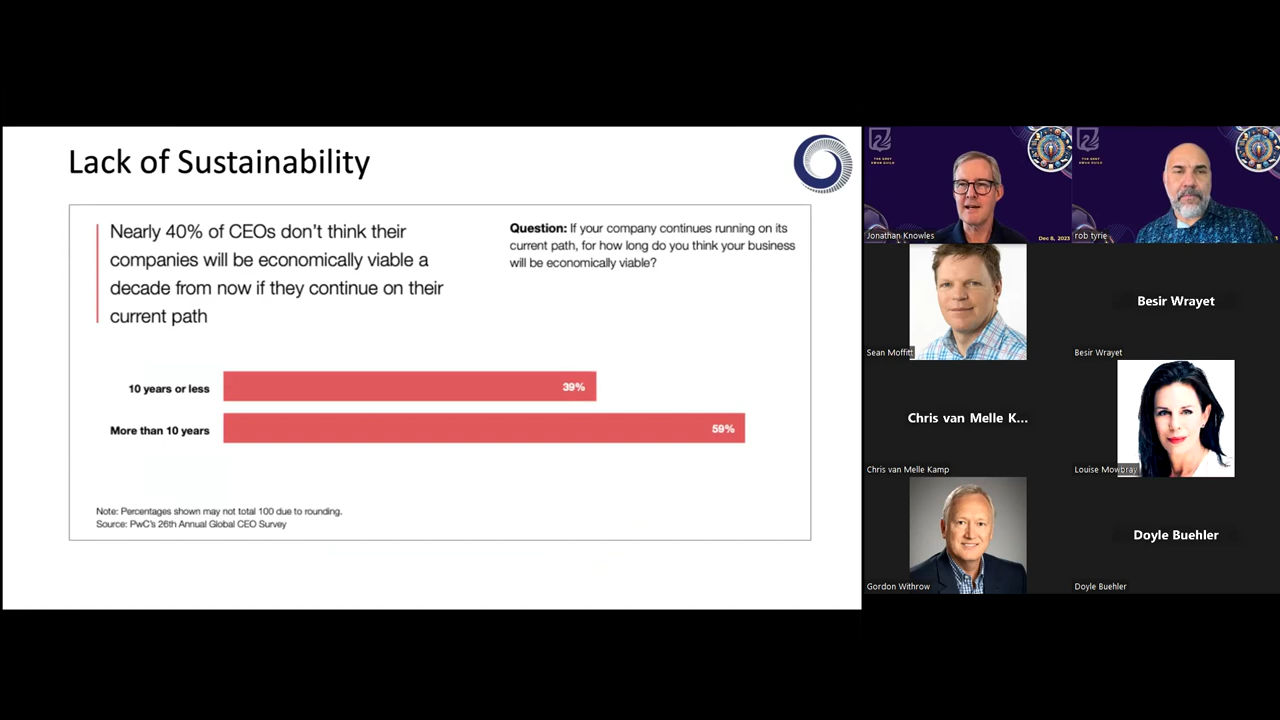 Lack of Sustainability
Nearly 40% of CEOs don't think their
companies will be economically viable a
decade from now if they continue on their
current path
Question: If your company continues running on its
current path, for how long do you think your business
will be economically viable?
10 years or less
39%
More than 10 years
59%
Note: Percentages shown may not total 100 due to rounding.
Source: PwC's 26th Annual Global CEO Survey
Jonathan Knowles
Dec 8, 2023
rob tyrie
Sean Moffitt
Besir Wrayet
Besir Wrayet
Chris van Melle K...
Chris van Melle Kamp
Louise Mowbray
Gordon Withrow
Doyle Buehler
Doyle Buehler